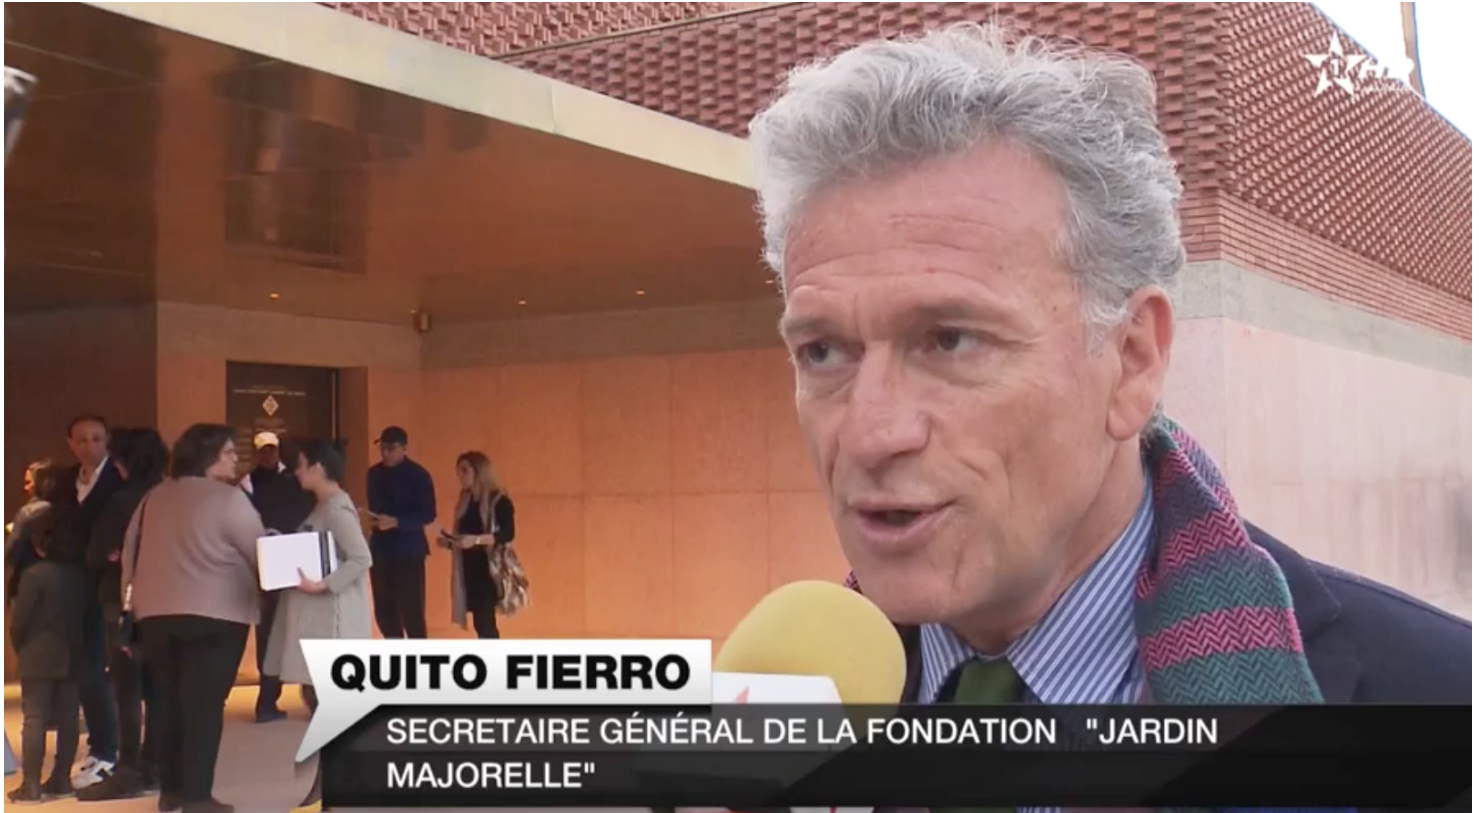 QUITO FIERRO
SECRETAIRE GÉNÉRAL DE LA FONDATION "JARDIN
MAJORELLE"